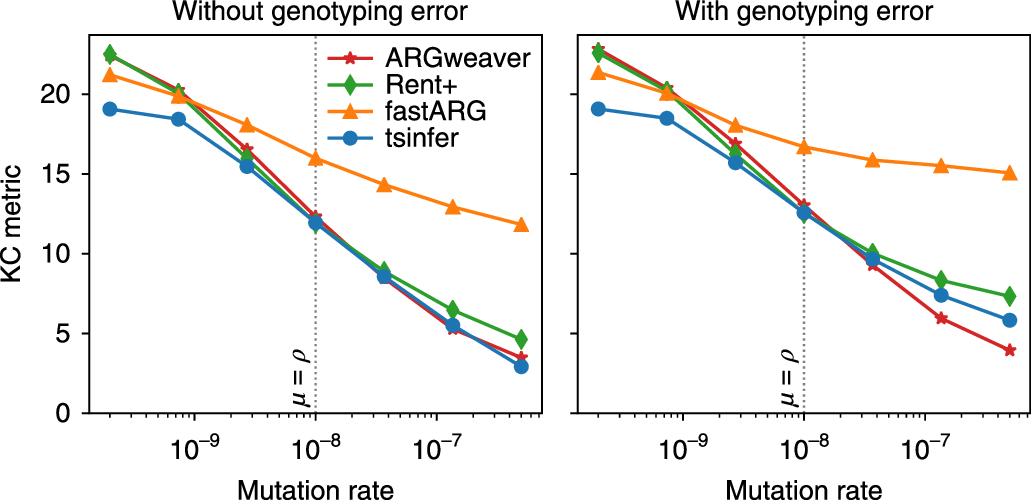 Without genotyping error
With genotyping error
KC metric
20
15
10
5
0
ARGweaver
Rent+
fastARG
tsinfer
μ = ρ
μ = ρ
10⁻⁹
10⁻⁸
10⁻⁷
10⁻⁹
10⁻⁸
10⁻⁷
Mutation rate
Mutation rate